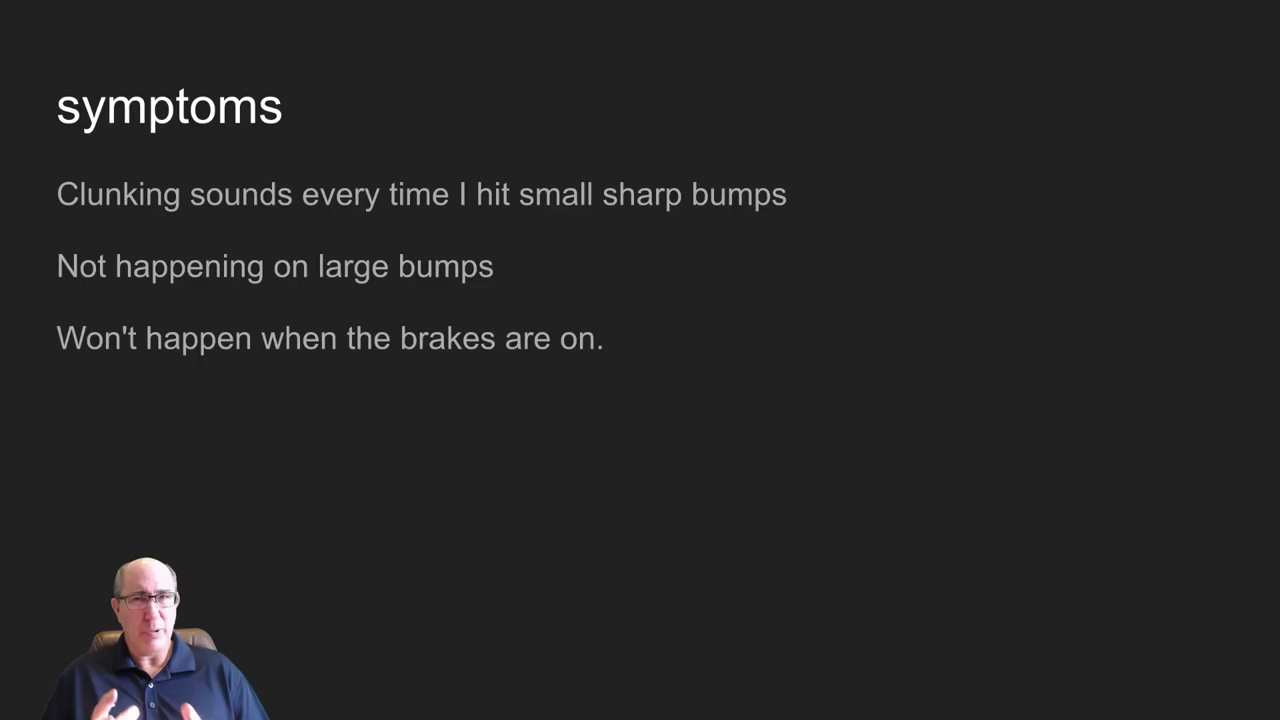 symptoms
Clunking sounds every time I hit small sharp bumps
Not happening on large bumps
Won't happen when the brakes are on.